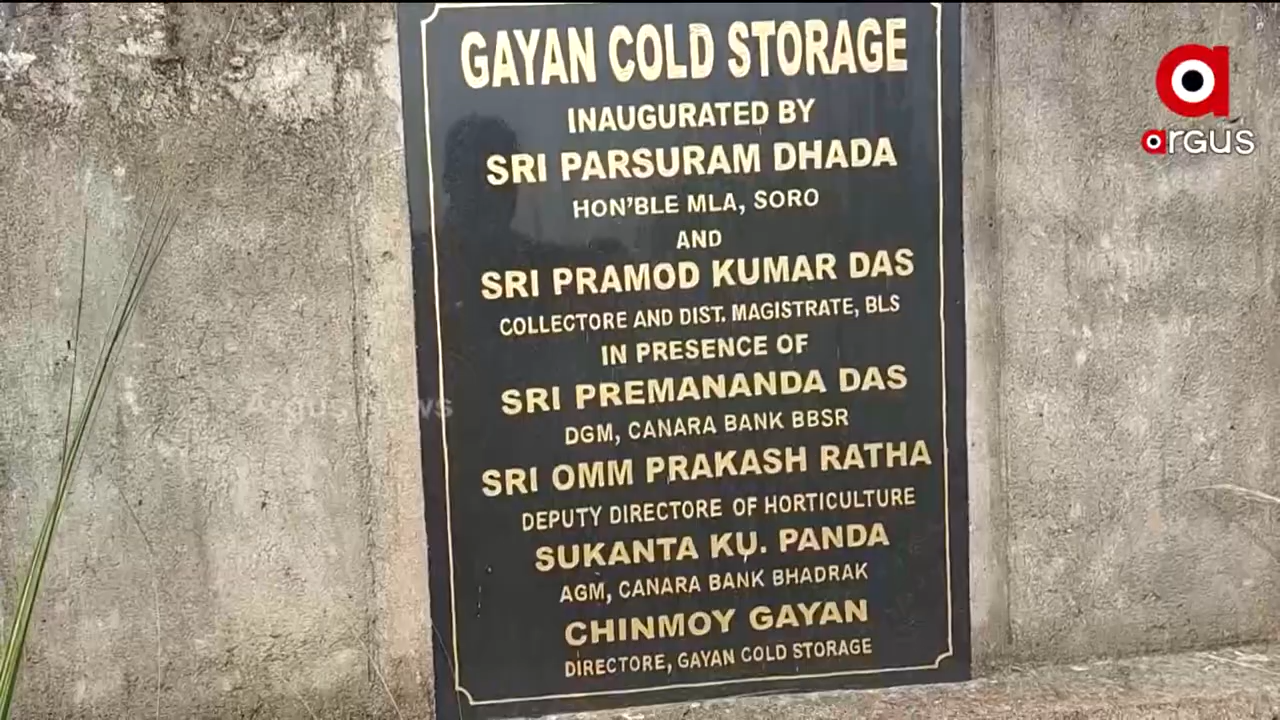 GAYAN COLD STORAGE
INAUGURATED BY
SRI PARSURAM DHADA
HON'BLE MLA, SORO
AND
SRI PRAMOD KUMAR DAS
COLLECTORE AND DIST. MAGISTRATE, BLS
IN PRESENCE OF
SRI PREMANANDA DAS
DGM, CANARA BANK BBSR
SRI OMM PRAKASH RATHA
DEPUTY DIRECTORE OF HORTICULTURE
SUKANTA KU. PANDA
AGM, CANARA BANK BHADRAK
CHINMOY GAYAN
DIRECTORE, GAYAN COLD STORAGE
argus
argus news